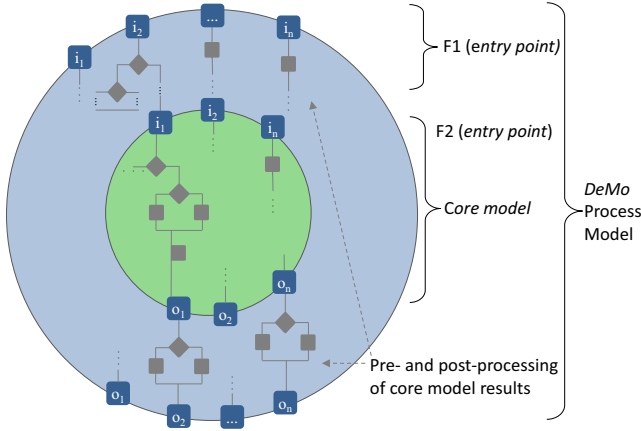 ...
i2
in
i1
F1 (entry point)
i1
i2
in
F2 (entry point)
DeMo
Process
Model
Core model
on
o1
o2
Pre- and post-processing
of core model results
o1
o2
...
on